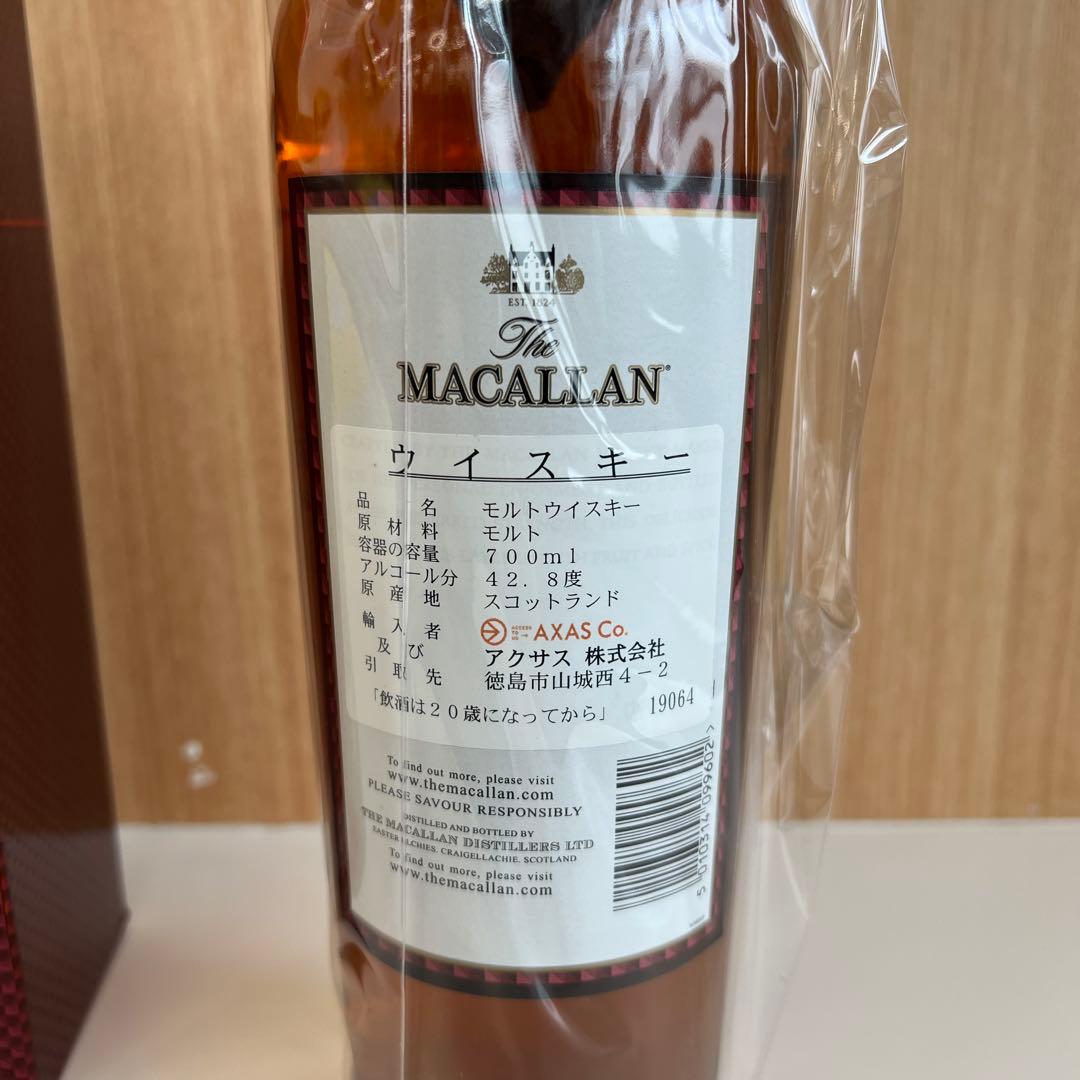 EST. 1824
The
MACALLAN
ウイスキー
品名 モルトウイスキー
原材料 モルト
容器の容量 700ml
アルコール分 42.8度
原産地 スコットランド
輸入者 ACCESS TO US → AXAS Co.
及び アクサス 株式会社
引取先 徳島市山城西4-2
「飲酒は20歳になってから」 19064
To find out more, please visit
www.themacallan.com
PLEASE SAVOUR RESPONSIBLY
DISTILLED AND BOTTLED BY
THE MACALLAN DISTILLERS LTD
EASTER ELCHIES, CRAIGELLACHIE, SCOTLAND
To find out more, please visit
www.themacallan.com
5 010314 099602 >